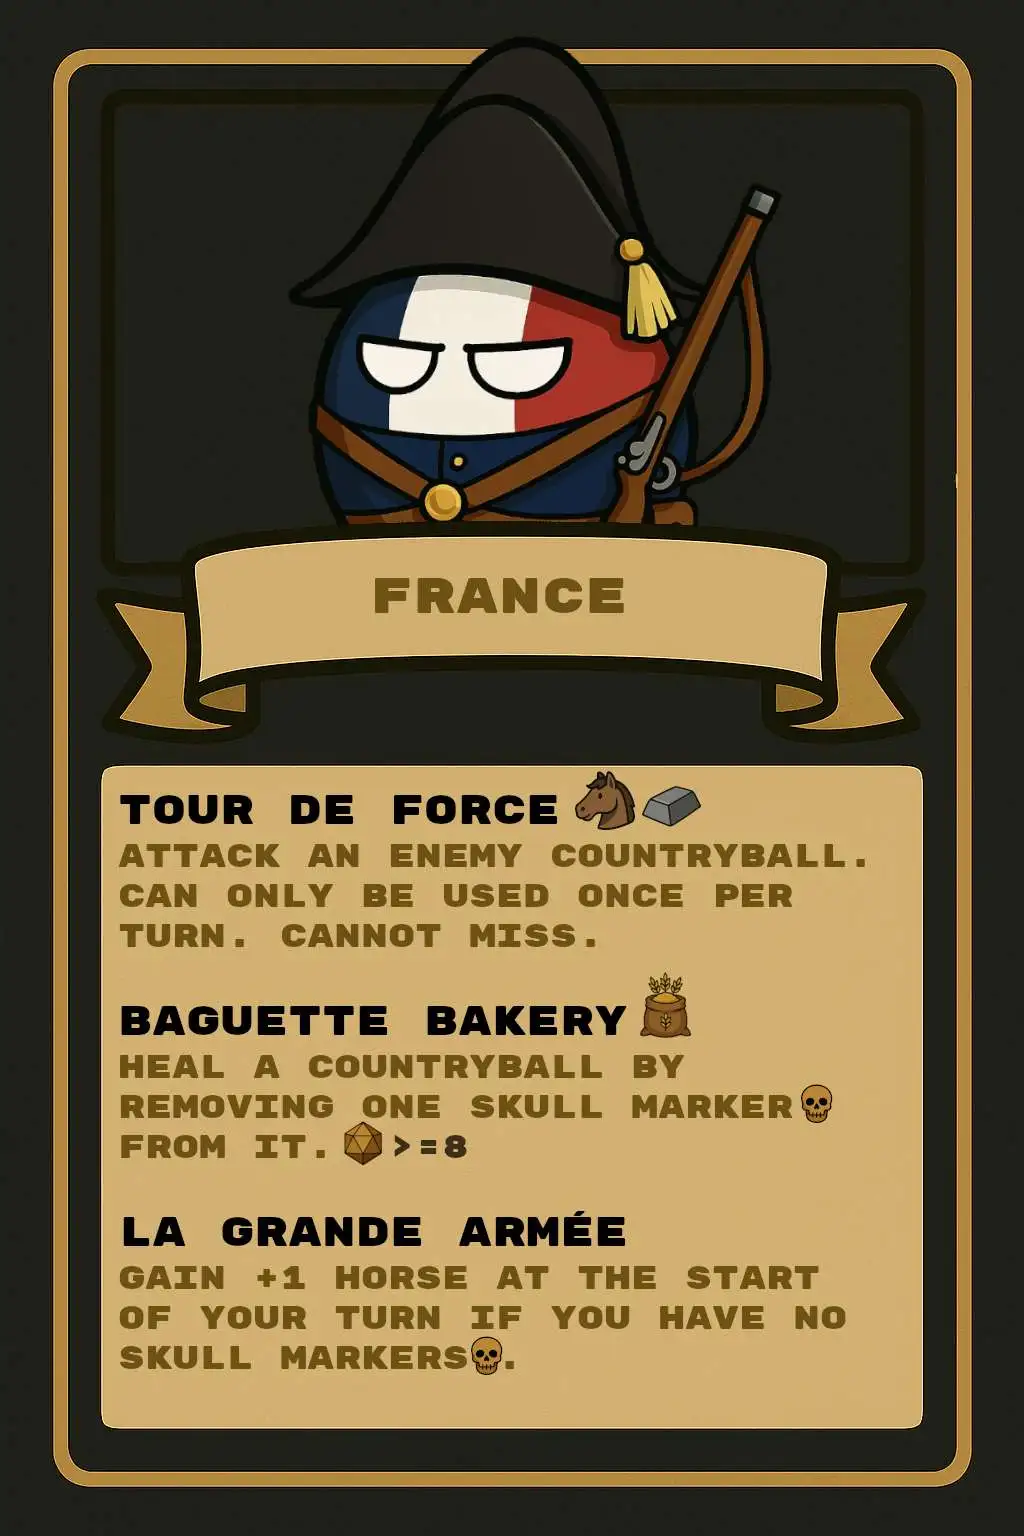 FRANCE
TOUR DE FORCE
ATTACK AN ENEMY COUNTRYBALL.
CAN ONLY BE USED ONCE PER
TURN. CANNOT MISS.
BAGUETTE BAKERY
HEAL A COUNTRYBALL BY
REMOVING ONE SKULL MARKER
FROM IT. >=8
LA GRANDE ARMÉE
GAIN +1 HORSE AT THE START
OF YOUR TURN IF YOU HAVE NO
SKULL MARKERS.